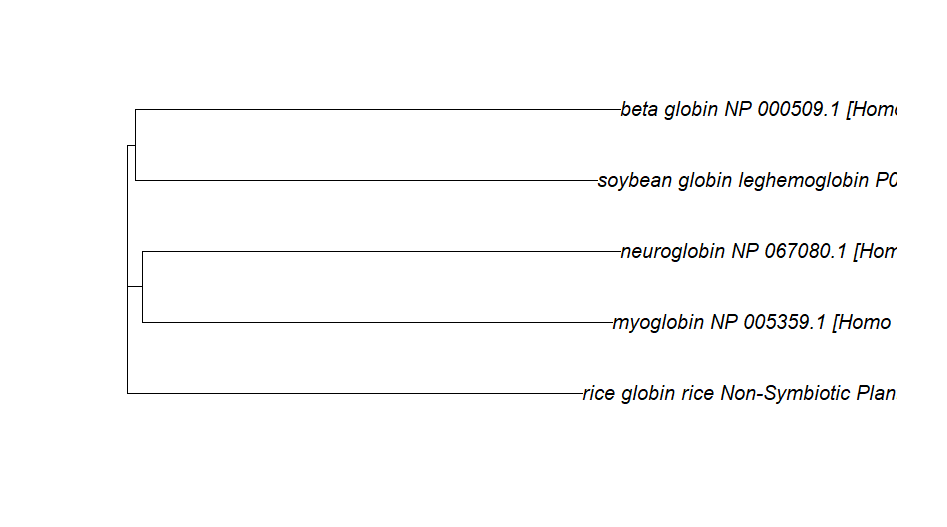 beta globin NP 000509.1 [Homo
soybean globin leghemoglobin P0
neuroglobin NP 067080.1 [Hom
myoglobin NP 005359.1 [Homo
rice globin rice Non-Symbiotic Plan